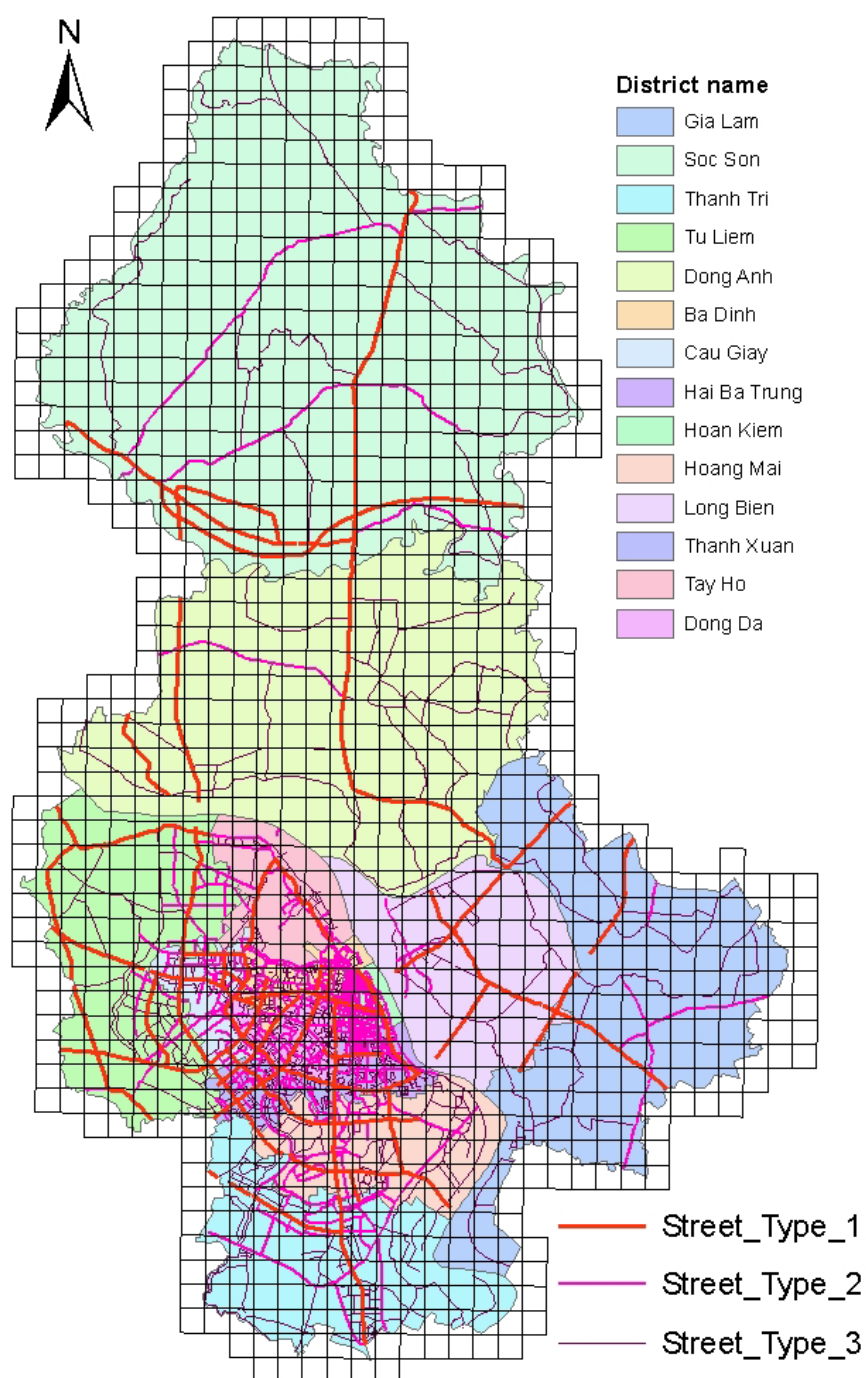 N
District name
Gia Lam
Soc Son
Thanh Tri
Tu Liem
Dong Anh
Ba Dinh
Cau Giay
Hai Ba Trung
Hoan Kiem
Hoang Mai
Long Bien
Thanh Xuan
Tay Ho
Dong Da
Street_Type_1
Street_Type_2
Street_Type_3